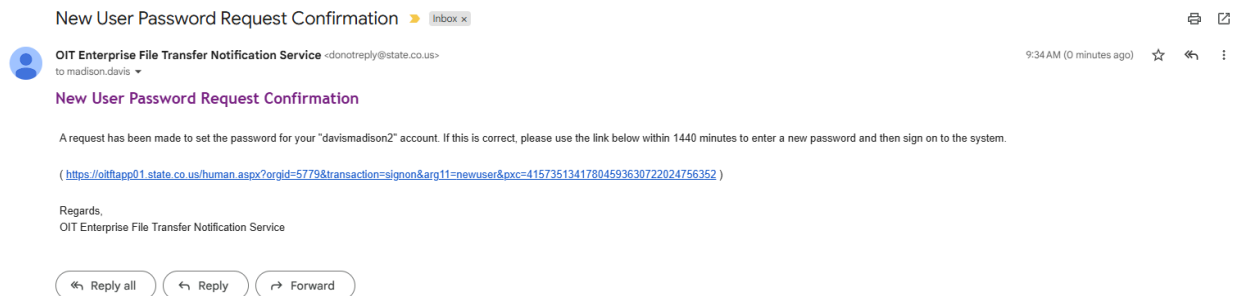 New User Password Request Confirmation Inbox x
OIT Enterprise File Transfer Notification Service <donotreply@state.co.us> 9:34 AM (0 minutes ago)
to madison.davis
New User Password Request Confirmation
A request has been made to set the password for your "davismadison2" account. If this is correct, please use the link below within 1440 minutes to enter a new password and then sign on to the system.
( https://oitftapp01.state.co.us/human.aspx?orgid=5779&transaction=signon&arg11=newuser&pxc=41573513417804593630722024756352 )
Regards,
OIT Enterprise File Transfer Notification Service
Reply all Reply Forward